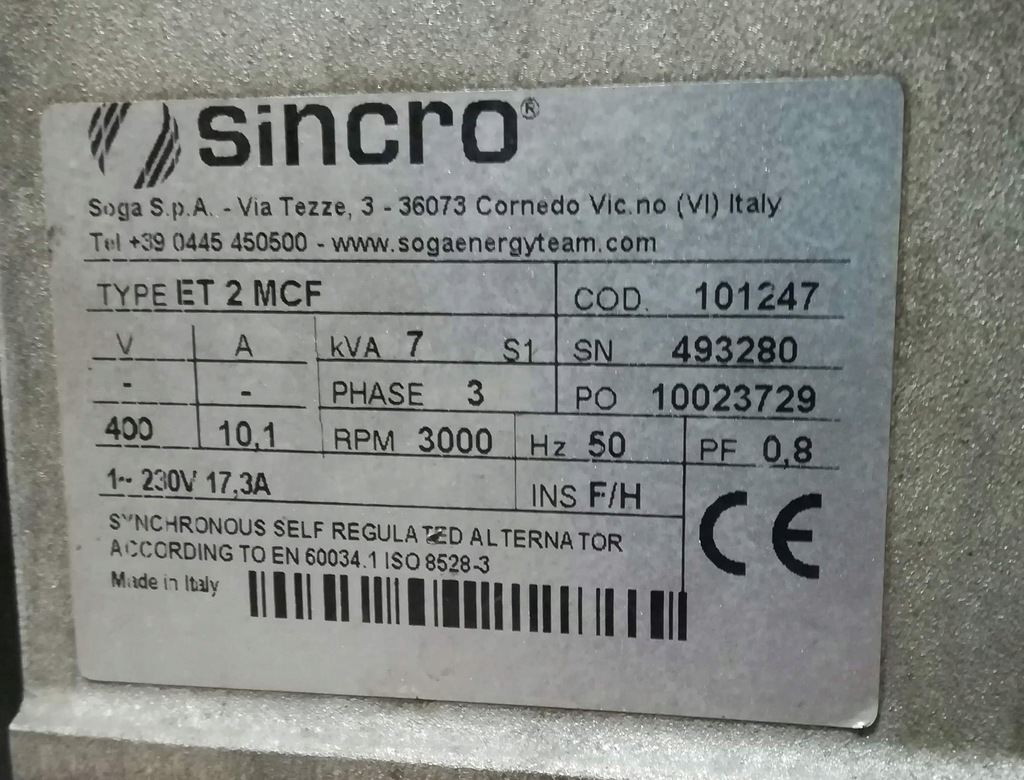 sincro®
Soga S.p.A. - Via Tezze, 3 - 36073 Cornedo Vic.no (VI) Italy
Tel +39 0445 450500 - www.sogaenergyteam.com
TYPE ET 2 MCF COD. 101247
V A kVA 7 S1 SN 493280
- - PHASE 3 PO 10023729
400 10,1 RPM 3000 Hz 50 PF 0,8
1~ 230V 17,3A INS F/H
CE
SYNCHRONOUS SELF REGULATED ALTERNATOR
ACCORDING TO EN 60034.1 ISO 8528-3
Made in Italy